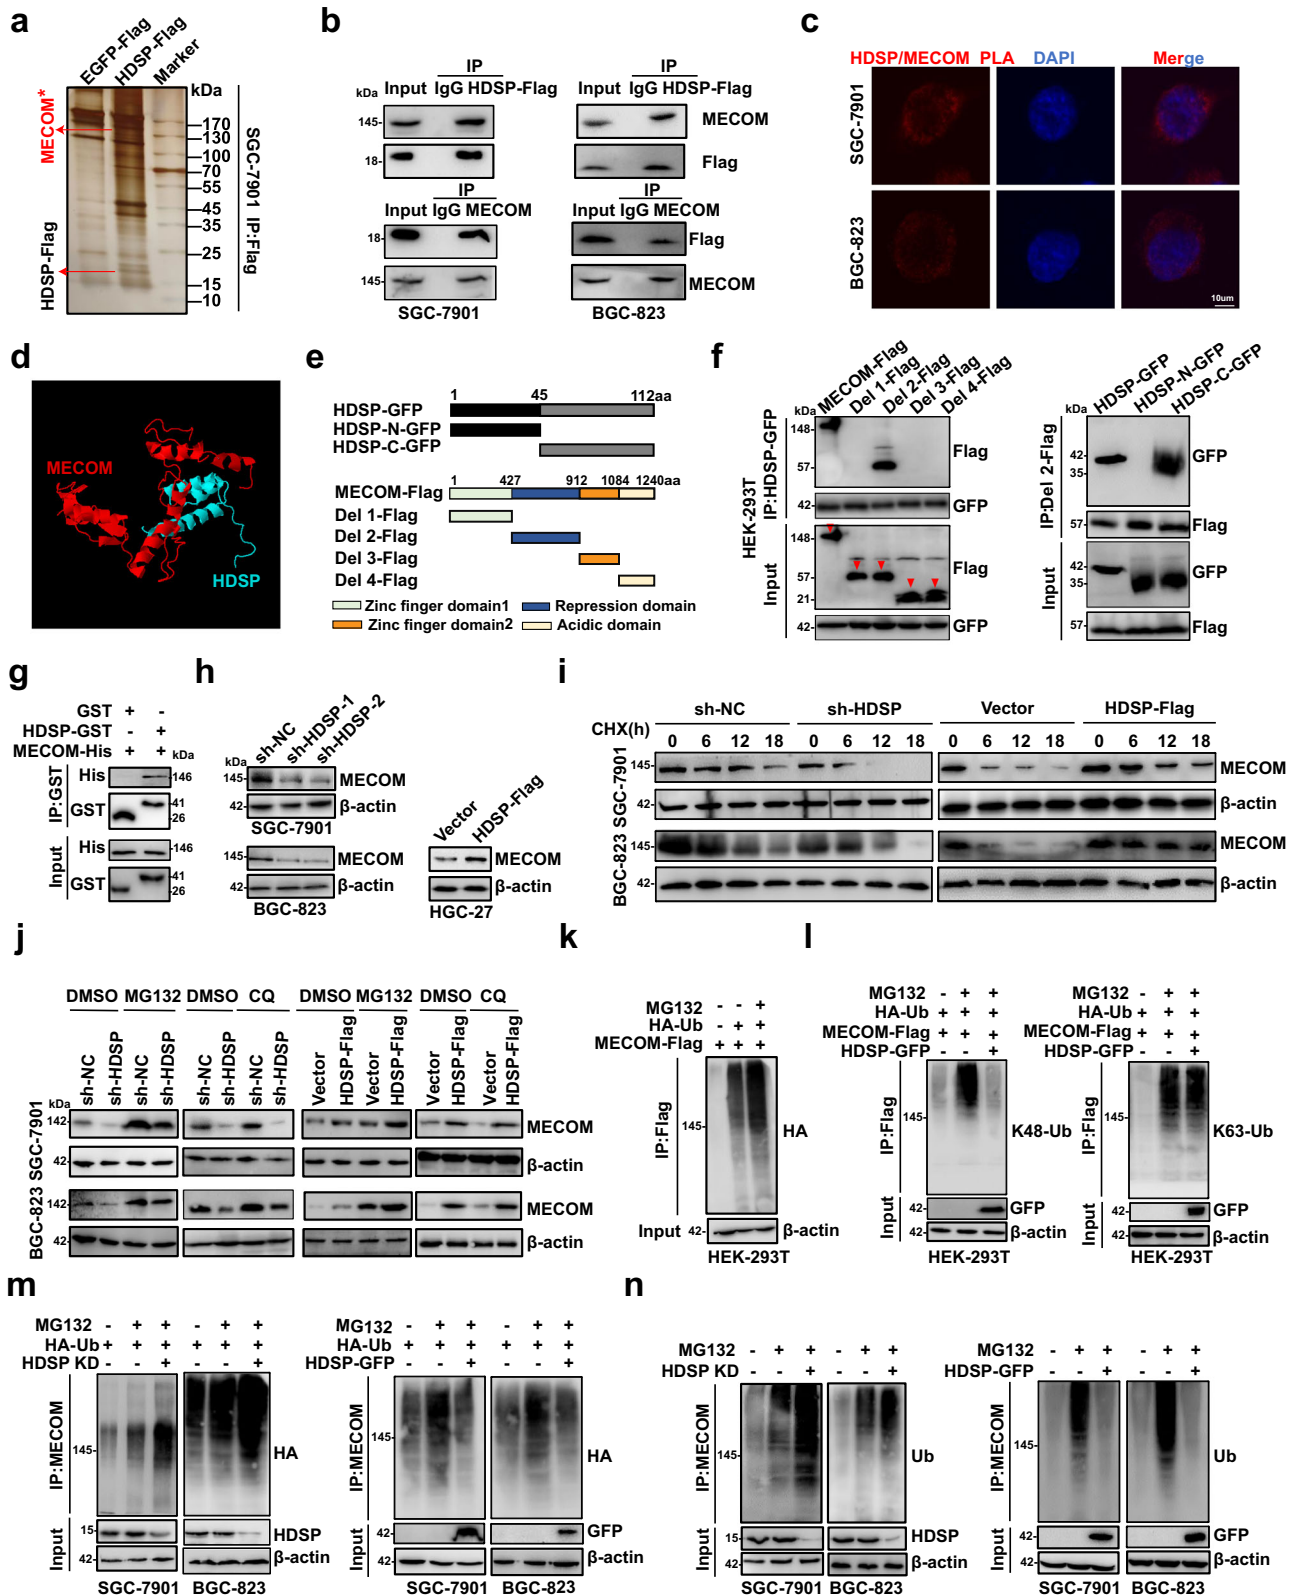 a
EGFP-Flag
HDSP-Flag
Marker
kDa
MECOM*
HDSP-Flag
170
130
100
70
55
45
35
25
15
10
SGC-7901 IP:Flag
b
IP
Input IgG HDSP-Flag
kDa
145
18
IP
Input IgG HDSP-Flag
MECOM
Flag
IP
Input IgG MECOM
18
145
SGC-7901
IP
Input IgG MECOM
Flag
MECOM
BGC-823
c
HDSP/MECOM PLA
DAPI
Merge
SGC-7901
BGC-823
10um
d
MECOM
HDSP
e
1 45 112aa
HDSP-GFP
HDSP-N-GFP
HDSP-C-GFP
1 427 912 1084 1240aa
MECOM-Flag
Del 1-Flag
Del 2-Flag
Del 3-Flag
Del 4-Flag
Zinc finger domain1
Repression domain
Zinc finger domain2
Acidic domain
f
MECOM-Flag
Del 1-Flag
Del 2-Flag
Del 3-Flag
Del 4-Flag
kDa
HEK-293T
IP:HDSP-GFP
148
57
Flag
42
GFP
Input
148
57
21
Flag
42
GFP
HDSP-GFP
HDSP-N-GFP
HDSP-C-GFP
kDa
IP:Del 2-Flag
42
35
GFP
57
Flag
Input
42
35
GFP
57
Flag
g
GST + -
HDSP-GST - +
MECOM-His + +
kDa
IP:GST
His
146
GST
41
26
Input
His
146
GST
41
26
h
sh-NC
sh-HDSP-1
sh-HDSP-2
kDa
145
MECOM
42
β-actin
SGC-7901
145
MECOM
42
β-actin
BGC-823
Vector
HDSP-Flag
MECOM
β-actin
HGC-27
i
sh-NC sh-HDSP Vector HDSP-Flag
CHX(h) 0 6 12 18 0 6 12 18 0 6 12 18 0 6 12 18
SGC-7901
145
MECOM
42
β-actin
BGC-823
145
MECOM
42
β-actin
j
DMSO MG132 DMSO CQ DMSO MG132 DMSO CQ
sh-NC
sh-HDSP
sh-NC
sh-HDSP
sh-NC
sh-HDSP
sh-NC
sh-HDSP
Vector
HDSP-Flag
Vector
HDSP-Flag
Vector
HDSP-Flag
Vector
HDSP-Flag
kDa
SGC-7901
142
MECOM
42
β-actin
BGC-823
142
MECOM
42
β-actin
k
MG132 - - +
HA-Ub - + +
MECOM-Flag + + +
IP:Flag
145
HA
Input
42
β-actin
HEK-293T
l
MG132 - + +
HA-Ub - + +
MECOM-Flag + + +
HDSP-GFP - - +
IP:Flag
145
K48-Ub
Input
42
GFP
42
β-actin
HEK-293T
MG132 - + +
HA-Ub - + +
MECOM-Flag + + +
HDSP-GFP - - +
IP:Flag
145
K63-Ub
Input
42
GFP
42
β-actin
HEK-293T
m
MG132 - + + - + +
HA-Ub + + + + + +
HDSP KD - - + - - +
IP:MECOM
145
HA
Input
15
HDSP
42
β-actin
SGC-7901 BGC-823
MG132 - + + - + +
HA-Ub + + + + + +
HDSP-GFP - - + - - +
IP:MECOM
145
HA
Input
42
GFP
42
β-actin
SGC-7901 BGC-823
n
MG132 - + + - + +
HDSP KD - - + - - +
IP:MECOM
145
Ub
Input
15
HDSP
42
β-actin
SGC-7901 BGC-823
MG132 - + + - + +
HDSP-GFP - - + - - +
IP:MECOM
145
Ub
Input
42
GFP
42
β-actin
SGC-7901 BGC-823